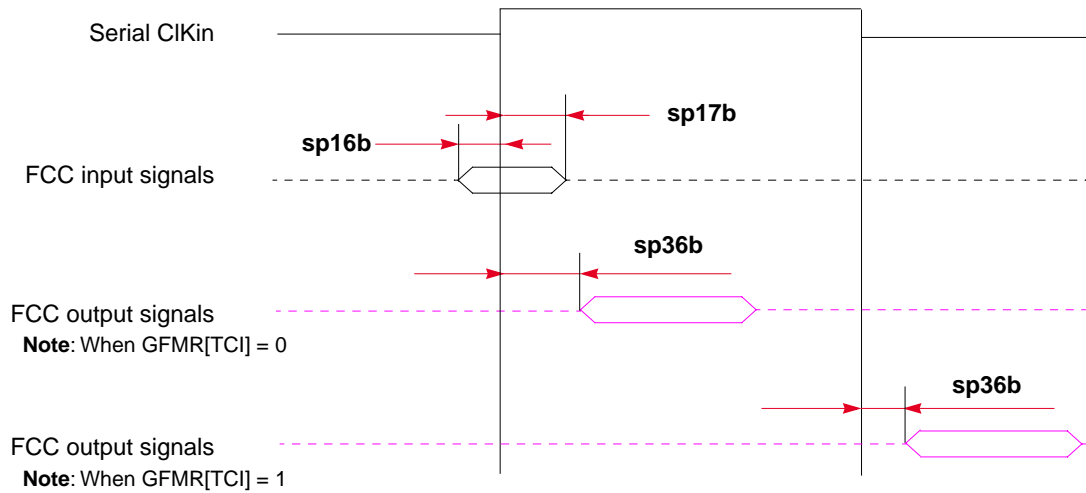 Serial ClKin
sp17b
sp16b
FCC input signals
sp36b
FCC output signals
Note: When GFMR[TCI] = 0
sp36b
FCC output signals
Note: When GFMR[TCI] = 1